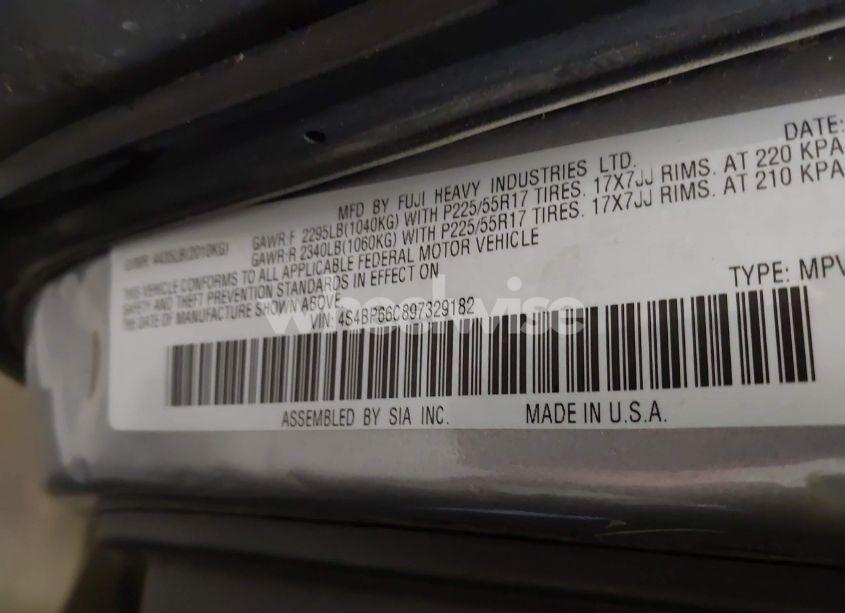 DATE:
MFD BY FUJI HEAVY INDUSTRIES LTD.
GVWR: 4435LB(2010KG)
GAWR:F 2295LB(1040KG) WITH P225/55R17 TIRES. 17X7JJ RIMS. AT 220 KPA
GAWR:R 2340LB(1060KG) WITH P225/55R17 TIRES. 17X7JJ RIMS. AT 210 KPA
THIS VEHICLE CONFORMS TO ALL APPLICABLE FEDERAL MOTOR VEHICLE
SAFETY AND THEFT PREVENTION STANDARDS IN EFFECT ON
THE DATE OF MANUFACTURE SHOWN ABOVE.
VIN: 4S4BP66C897329182
TYPE: MPV
wheelwise
ASSEMBLED BY SIA INC.
MADE IN U.S.A.